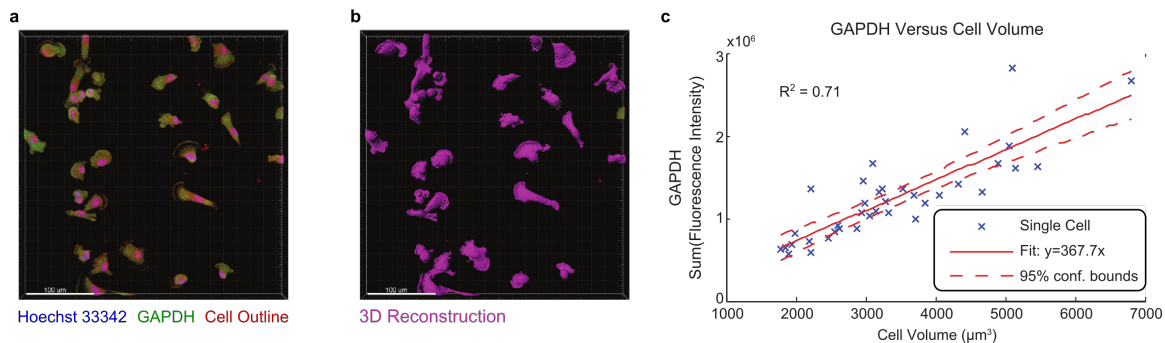 a
b
c
100 μm
Hoechst 33342 GAPDH Cell Outline
100 μm
3D Reconstruction
GAPDH Versus Cell Volume
x10⁶
3
2
1
0
GAPDH
Sum(Fluorescence Intensity)
R² = 0.71
Single Cell
Fit: y=367.7x
95% conf. bounds
1000 2000 3000 4000 5000 6000 7000
Cell Volume (μm³)